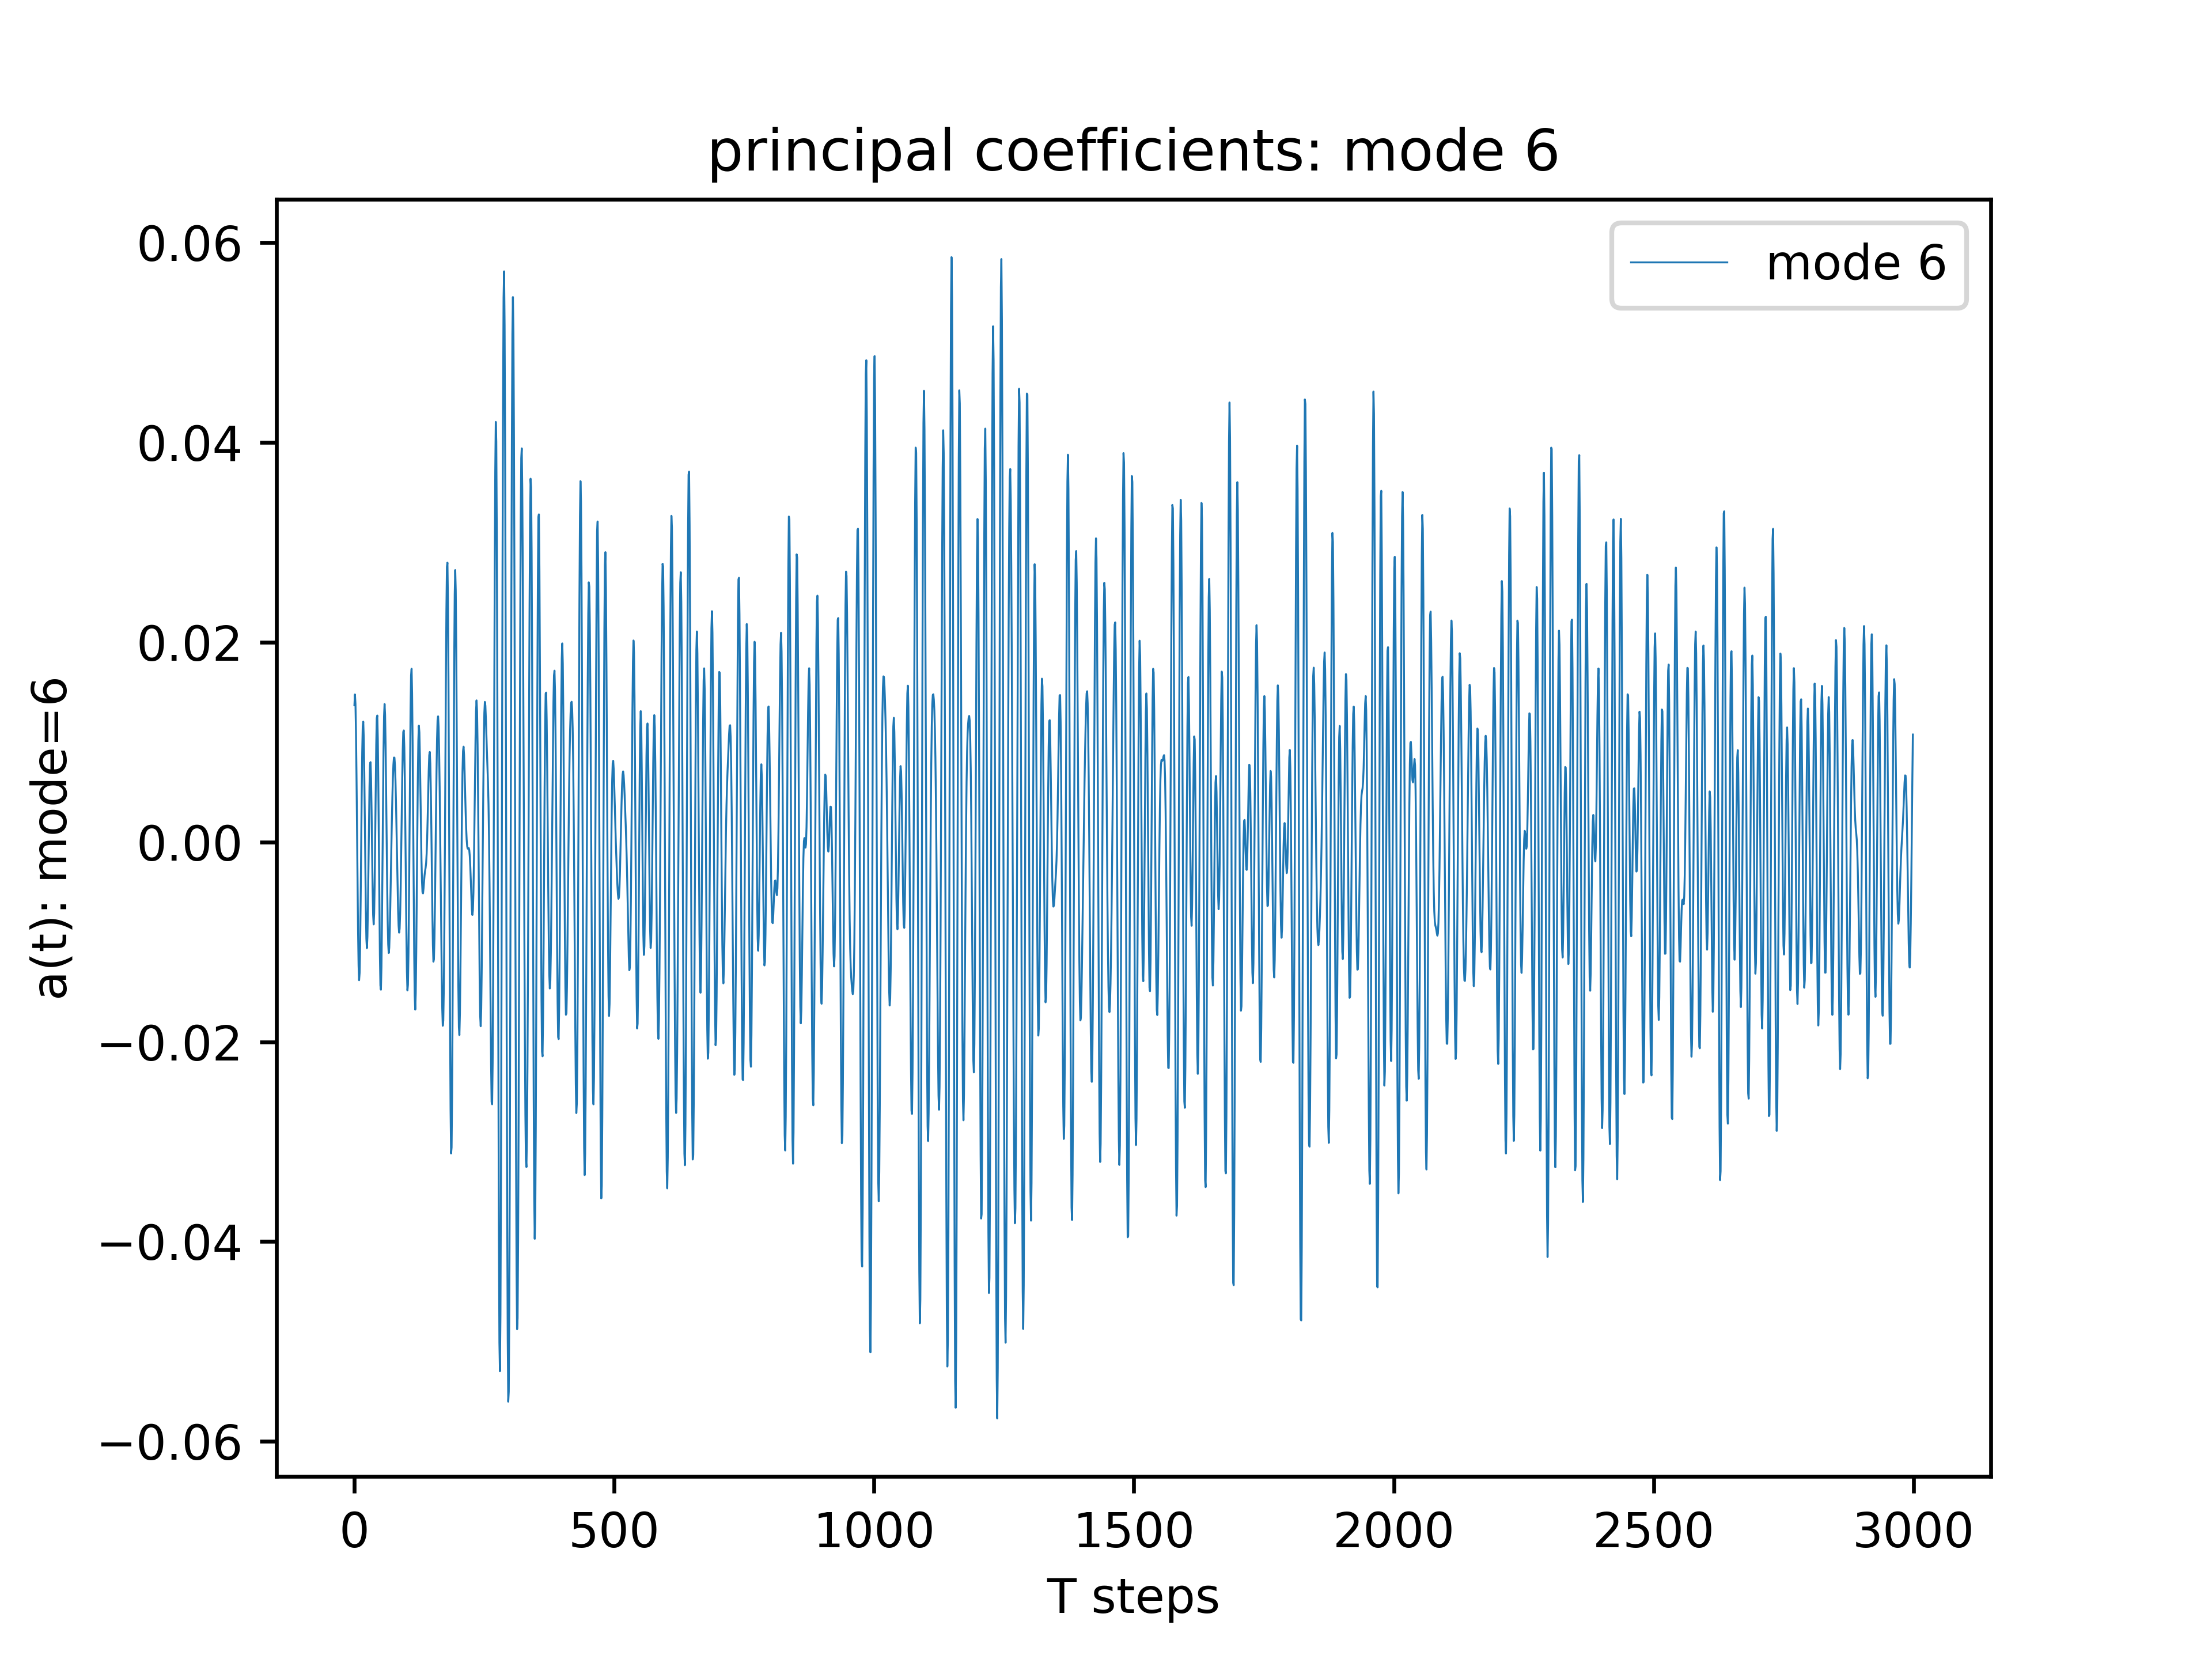 principal coefficients: mode 6
mode 6
0.06
0.04
0.02
0.00
−0.02
−0.04
−0.06
a(t): mode=6
0 500 1000 1500 2000 2500 3000
T steps